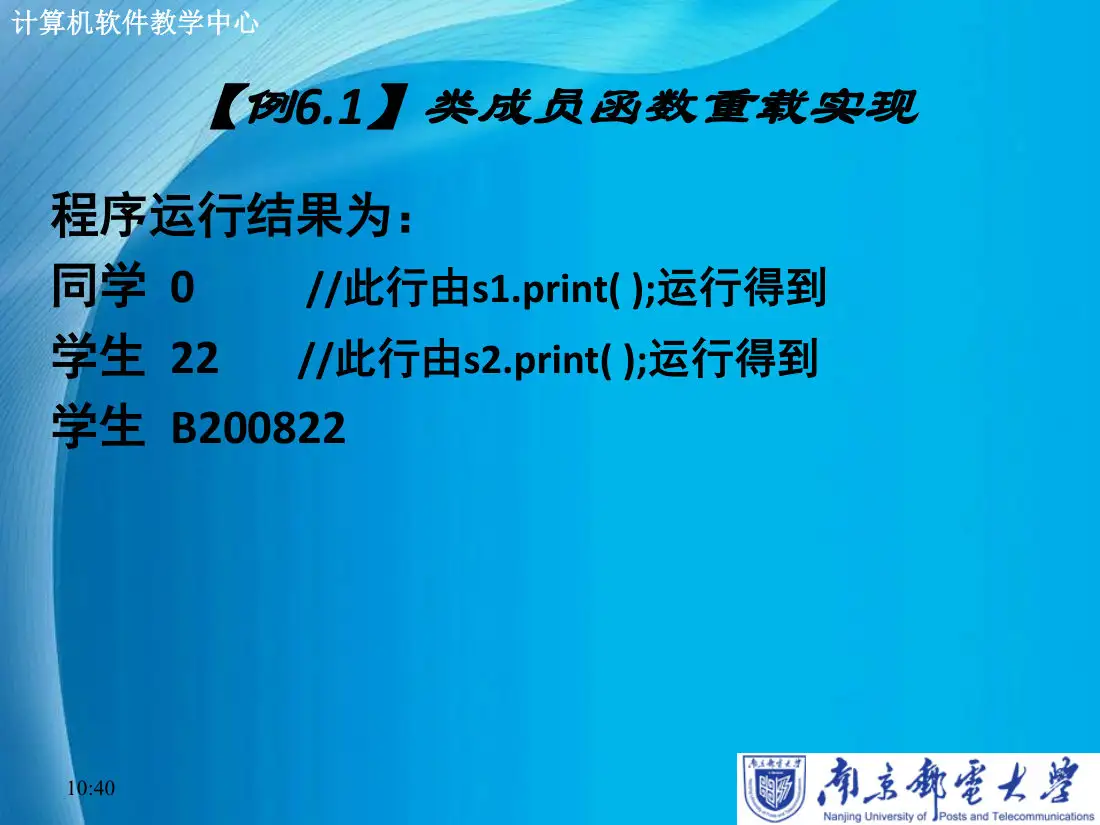 计算机软件教学中心
【例6.1】类成员函数重载实现
程序运行结果为：
同学 0 //此行由s1.print( );运行得到
学生 22 //此行由s2.print( );运行得到
学生 B200822
10:40
南京郵電大學
Nanjing University of Posts and Telecommunications